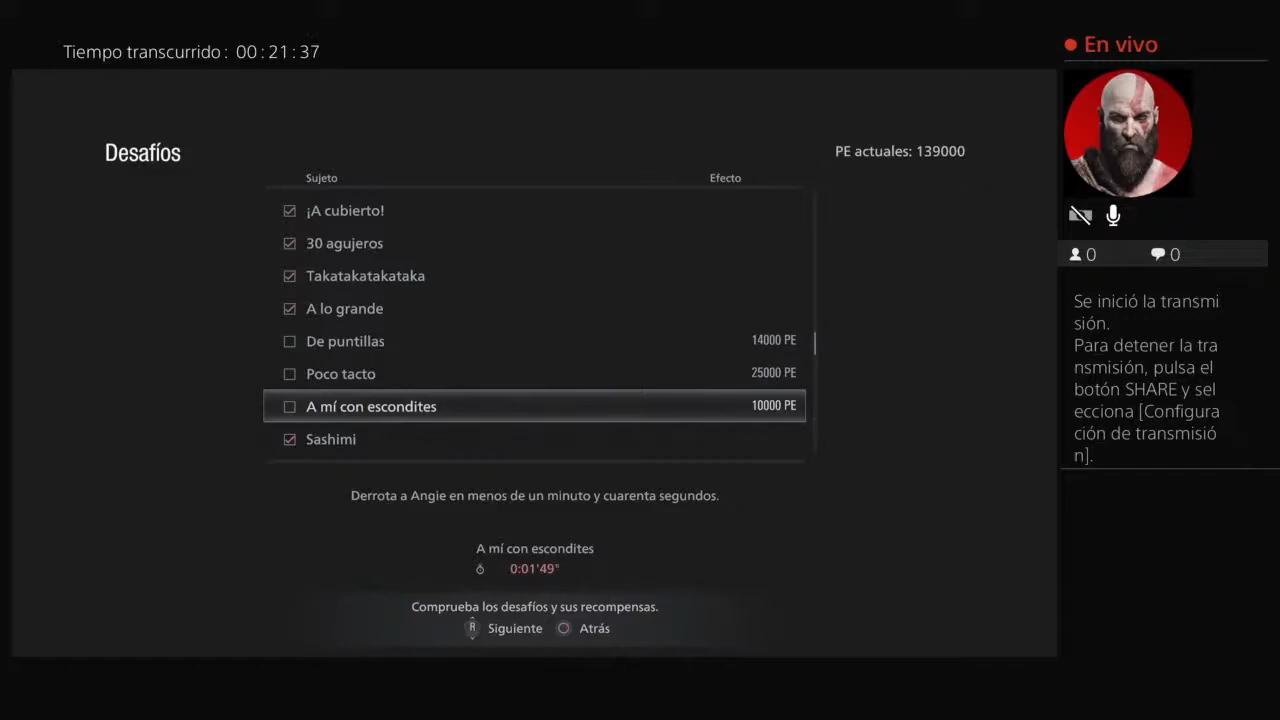 Tiempo transcurrido: 00:21:37
En vivo
Desafíos
PE actuales: 139000
Sujeto
Efecto
¡A cubierto!
30 agujeros
Takatakatakataka
A lo grande
De puntillas 14000 PE
Poco tacto 25000 PE
A mí con escondites 10000 PE
Sashimi
Derrota a Angie en menos de un minuto y cuarenta segundos.
A mí con escondites
0:01'49"
Comprueba los desafíos y sus recompensas.
R Siguiente Atrás
0 0
Se inició la transmi
sión.
Para detener la tra
nsmisión, pulsa el
botón SHARE y sel
ecciona [Configura
ción de transmisió
n].